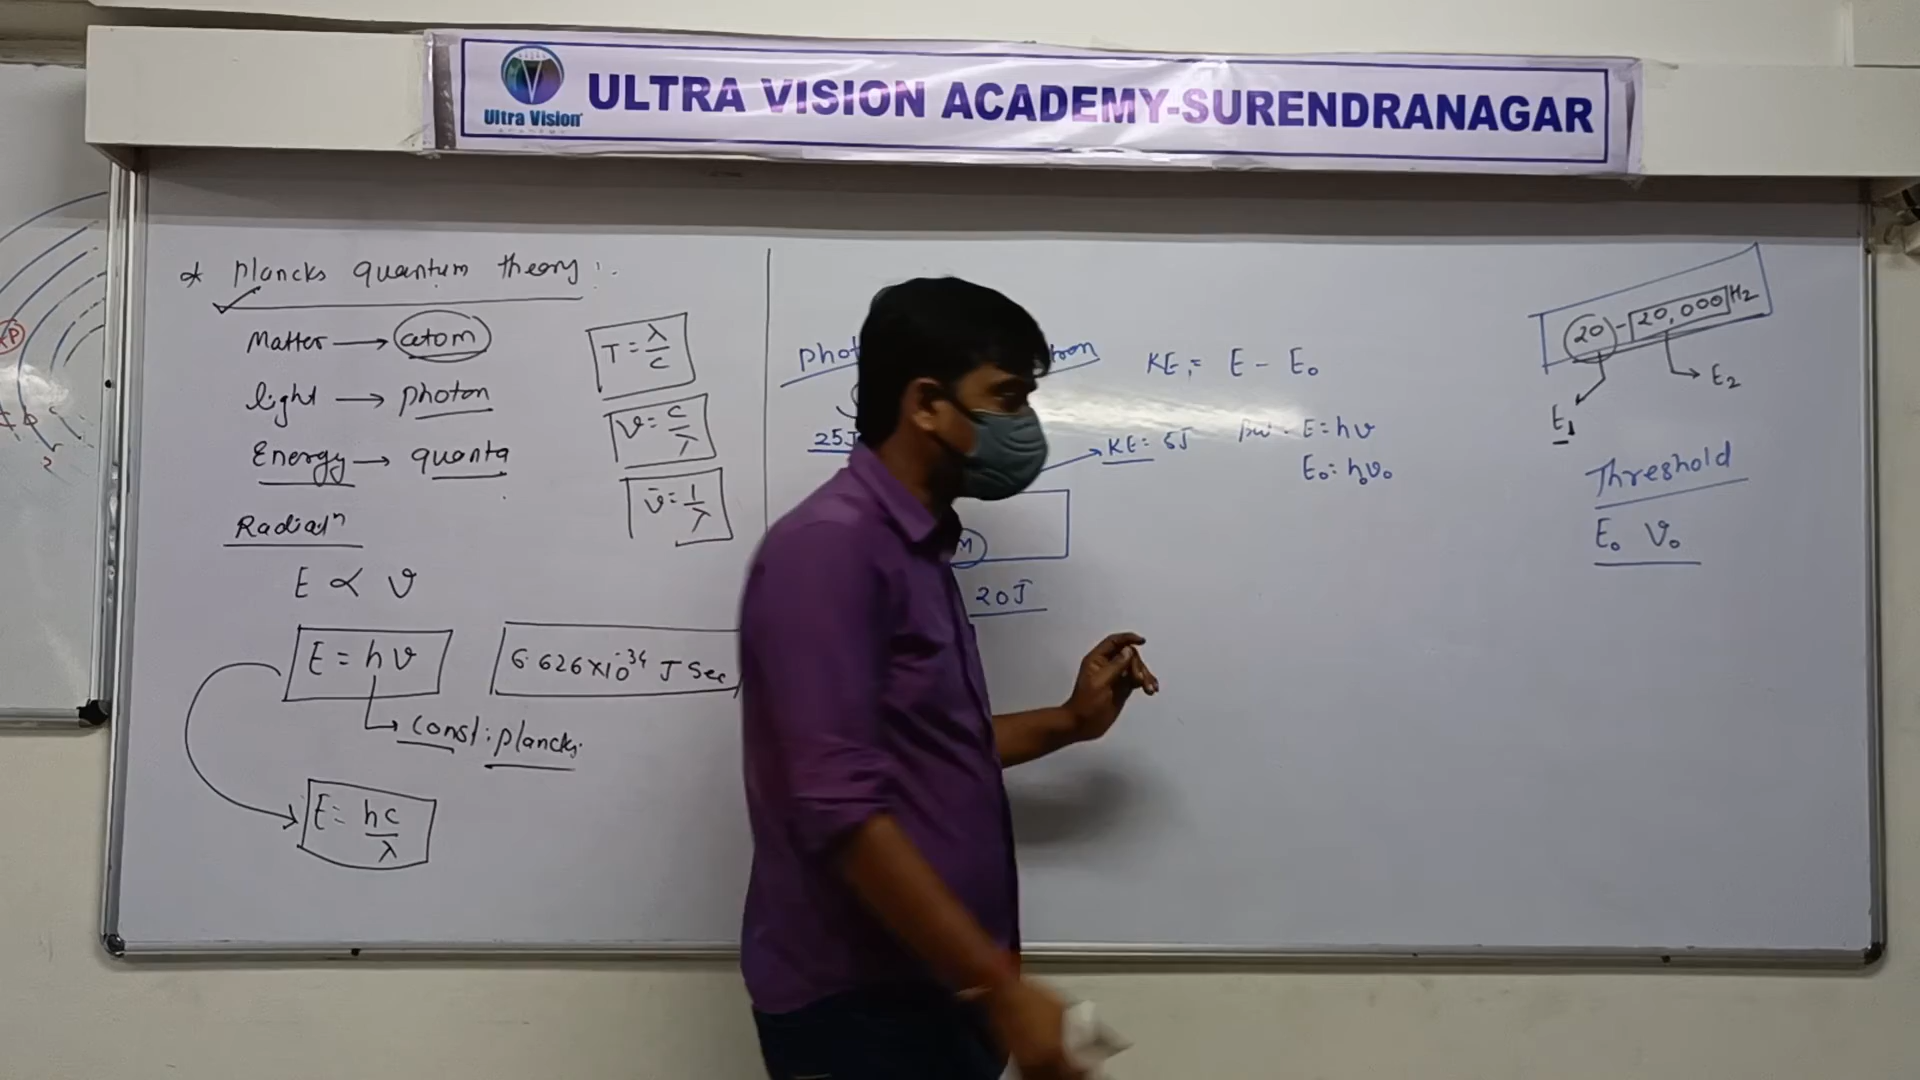 Ultra Vision
ULTRA VISION ACADEMY-SURENDRANAGAR
* Plancks quantum theory :-
Matter → atom
light → photon
Energy → quanta
Radiatⁿ
E ∝ ν
E = hν
6.626×10⁻³⁴ J Sec
const: plancks
E = hc/λ
T = λ/c
ν = c/λ
ν̄ = 1/λ
25J
KE = 5J
M
20J
KE = E - E₀
E = hν
E₀ = hν₀
20 - 20,000 Hz
E₁
E₂
Threshold
E₀ ν₀